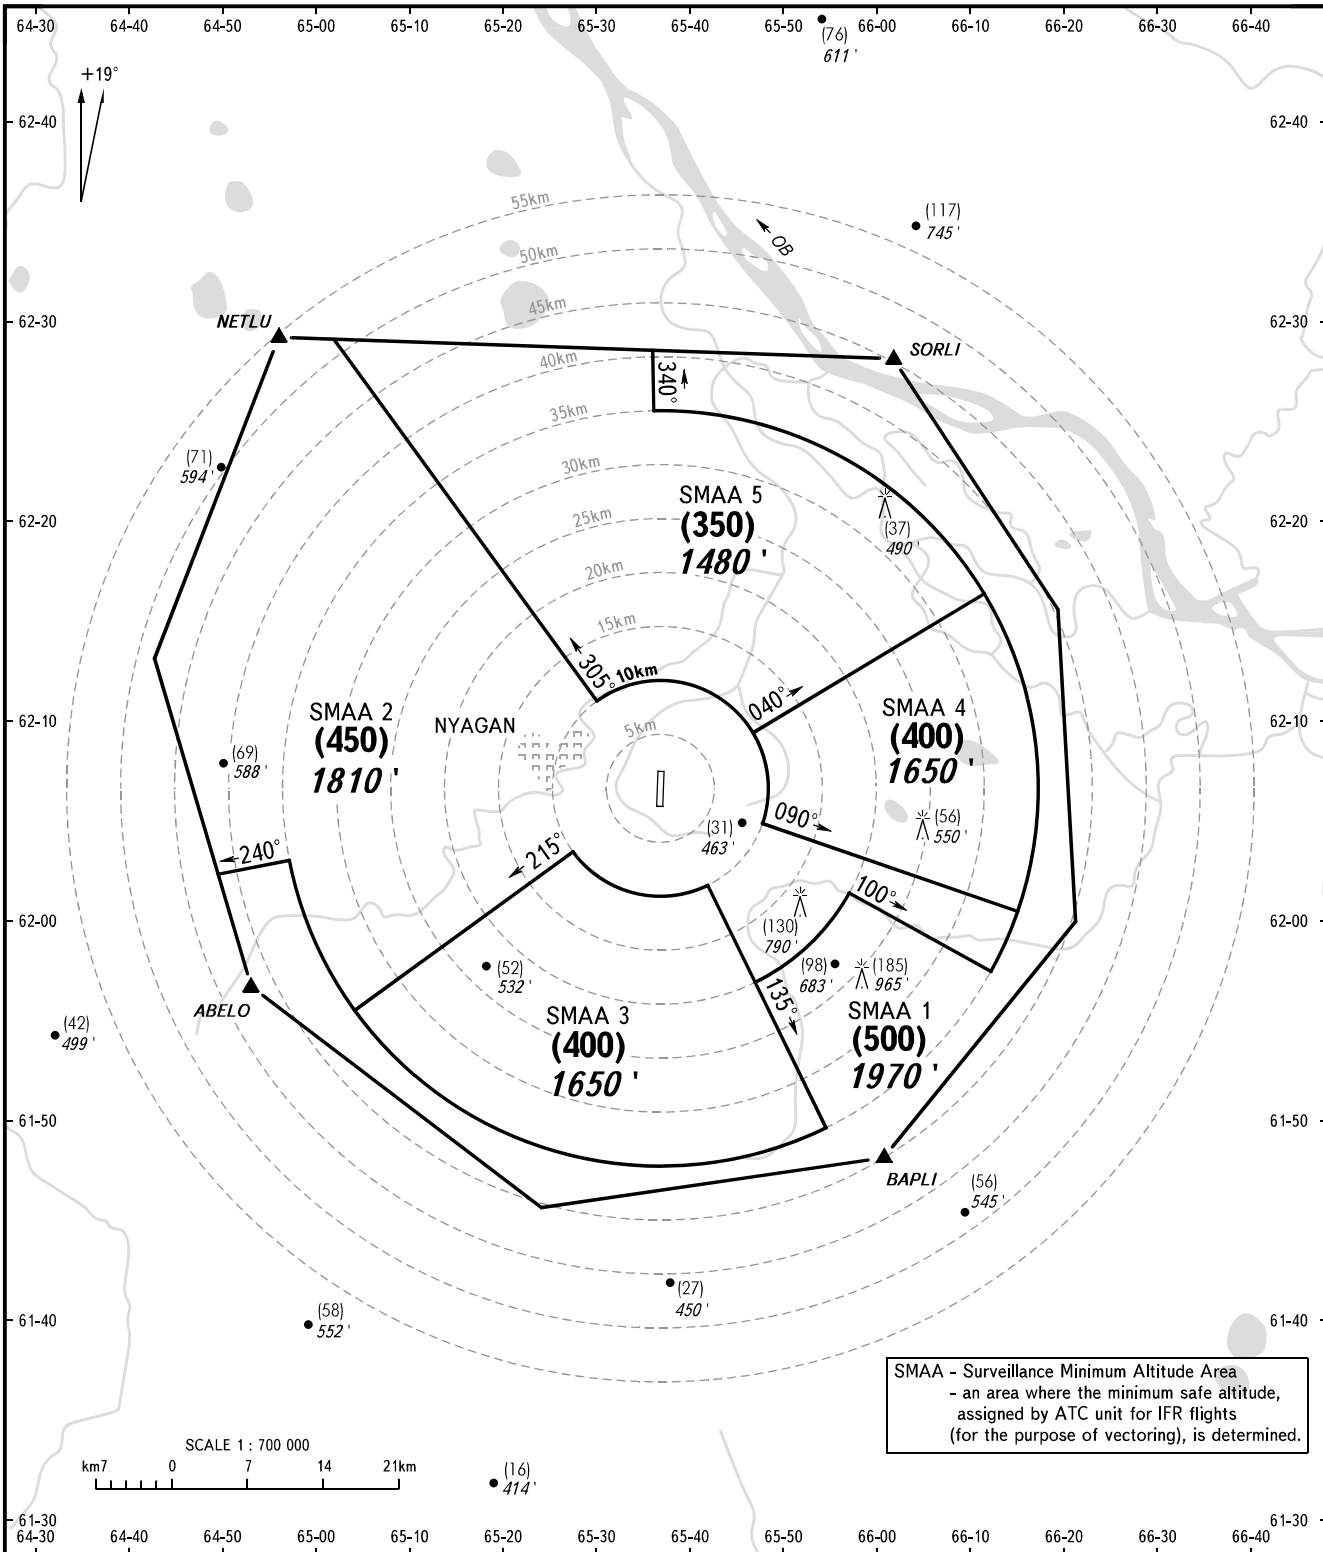 64-30 64-40 64-50 65-00 65-10 65-20 65-30 65-40 65-50 66-00 66-10 66-20 66-30 66-40
(76)
611'
+19°
62-40 62-40
55km
(117)
745'
50km
OB
45km
NETLU
62-30 62-30
SORLI
40km
340°
35km
(71)
594'
30km
SMAA 5
(350)
1480'
25km
(37)
490'
62-20 62-20
20km
15km
305°
10km
040°
SMAA 2
(450)
1810'
NYAGAN
5km
SMAA 4
(400)
1650'
62-10 62-10
(69)
588'
090°
(31)
463'
(56)
550'
240°
215°
100°
62-00 62-00
(130)
790'
(52)
532'
(98)
683'
(185)
965'
135°
ABELO
SMAA 3
(400)
1650'
SMAA 1
(500)
1970'
(42)
499'
61-50 61-50
BAPLI
(56)
545'
(27)
450'
(58)
552'
61-40 61-40
SMAA - Surveillance Minimum Altitude Area
- an area where the minimum safe altitude,
assigned by ATC unit for IFR flights
(for the purpose of vectoring), is determined.
SCALE 1 : 700 000
km7 0 7 14 21km
(16)
414'
61-30 61-30
64-30 64-40 64-50 65-00 65-10 65-20 65-30 65-40 65-50 66-00 66-10 66-20 66-30 66-40